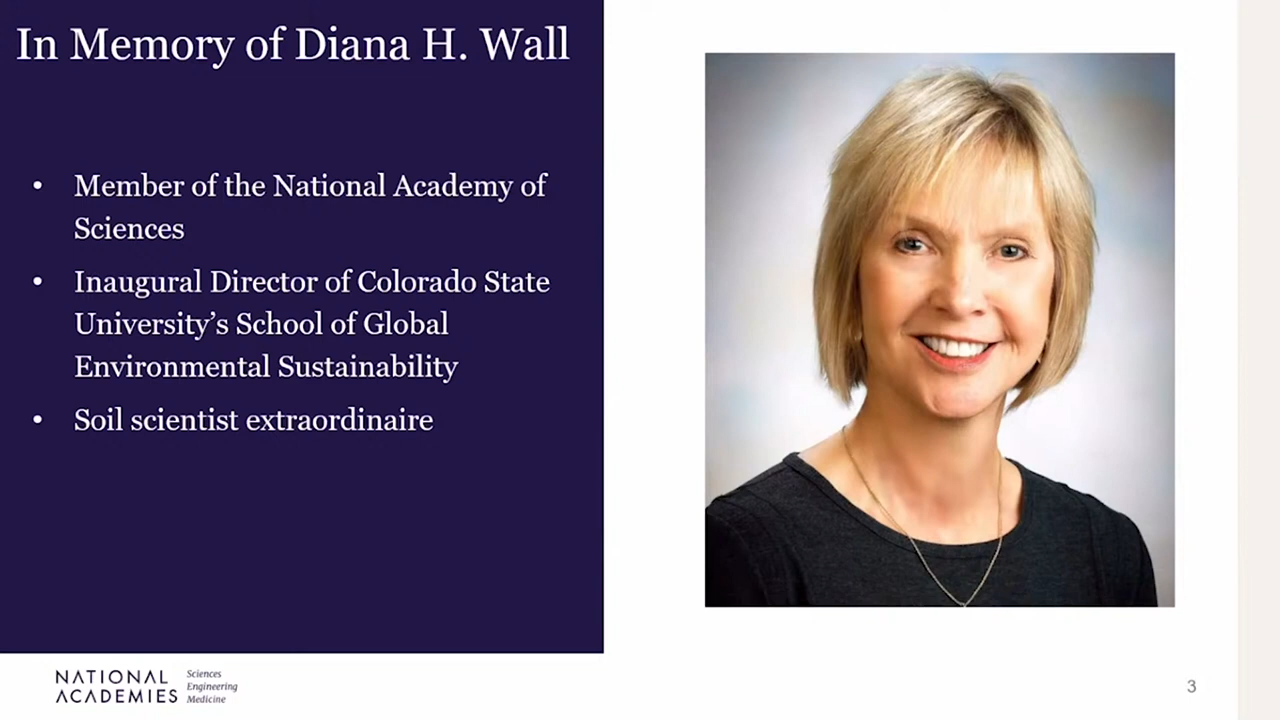 In Memory of Diana H. Wall
• Member of the National Academy of
Sciences
• Inaugural Director of Colorado State
University’s School of Global
Environmental Sustainability
• Soil scientist extraordinaire
NATIONAL
ACADEMIES
Sciences
Engineering
Medicine
3